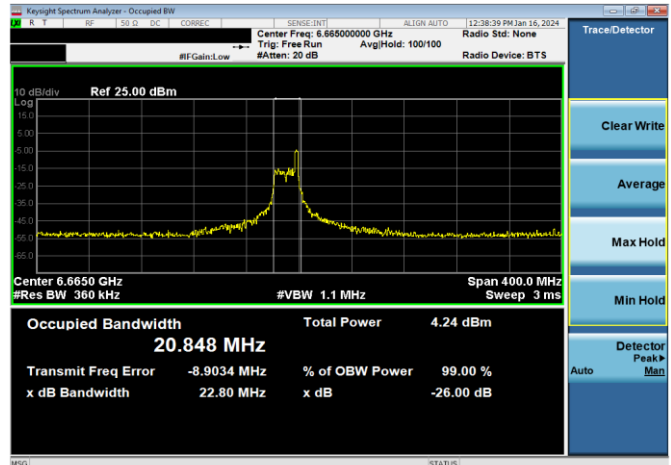 Keysight Spectrum Analyzer - Occupied BW
R T RF 50 Ω DC CORREC SENSE:INT ALIGN AUTO 12:38:39 PM Jan 16, 2024
Center Freq: 6.665000000 GHz Radio Std: None
Trig: Free Run Avg|Hold: 100/100
#IFGain:Low #Atten: 20 dB Radio Device: BTS
Trace/Detector
10 dB/div Ref 25.00 dBm
Log
15.0
5.00
-5.00
-15.0
-25.0
-35.0
-45.0
-55.0
-65.0
Center 6.6650 GHz Span 400.0 MHz
#Res BW 360 kHz #VBW 1.1 MHz Sweep 3 ms
Occupied Bandwidth Total Power 4.24 dBm
20.848 MHz
Transmit Freq Error -8.9034 MHz % of OBW Power 99.00 %
x dB Bandwidth 22.80 MHz x dB -26.00 dB
Clear Write
Average
Max Hold
Min Hold
Detector
Peak▶
Auto Man
MSG STATUS